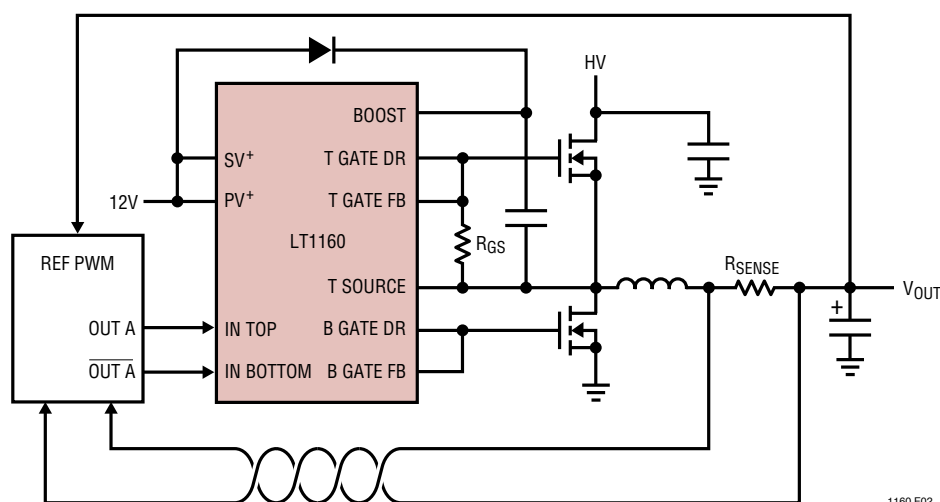 HV
BOOST
SV+
T GATE DR
12V
PV+
T GATE FB
LT1160
RGS
REF PWM
RSENSE
T SOURCE
VOUT
+
OUT A
IN TOP
B GATE DR
OUT A
IN BOTTOM
B GATE FB
1160 F02